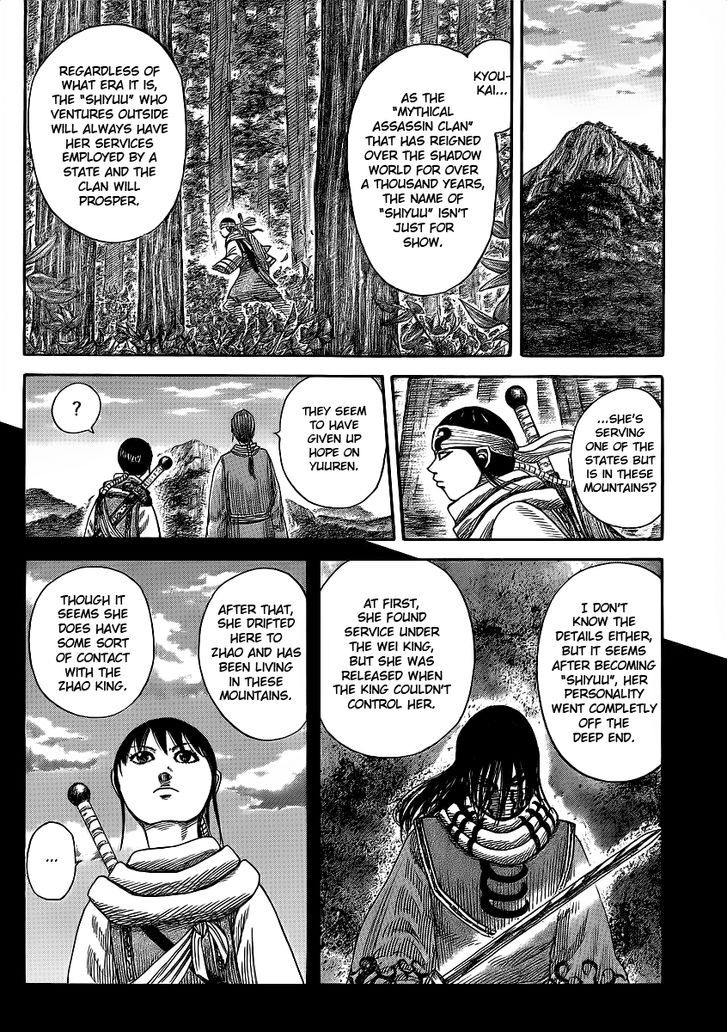 KYOU-
KAI...
AS THE
"MYTHICAL
ASSASSIN CLAN"
THAT HAS REIGNED
OVER THE SHADOW
WORLD FOR OVER
A THOUSAND YEARS,
THE NAME OF
"SHIYUU" ISN'T
JUST FOR
SHOW.
REGARDLESS OF
WHAT ERA IT IS,
THE "SHIYUU" WHO
VENTURES OUTSIDE
WILL ALWAYS HAVE
HER SERVICES
EMPLOYED BY A
STATE AND THE
CLAN WILL
PROSPER.
...SHE'S
SERVING
ONE OF THE
STATES BUT
IS IN THESE
MOUNTAINS?
THEY SEEM
TO HAVE
GIVEN UP
HOPE ON
YUUREN.
?
I DON'T
KNOW THE
DETAILS EITHER,
BUT IT SEEMS
AFTER BECOMING
"SHIYUU", HER
PERSONALITY
WENT COMPLETLY
OFF THE
DEEP END.
AT FIRST,
SHE FOUND
SERVICE UNDER
THE WEI KING,
BUT SHE WAS
RELEASED WHEN
THE KING COULDN'T
CONTROL HER.
AFTER THAT,
SHE DRIFTED
HERE TO
ZHAO AND HAS
BEEN LIVING
IN THESE
MOUNTAINS.
THOUGH IT
SEEMS SHE
DOES HAVE
SOME SORT
OF CONTACT
WITH THE
ZHAO KING.
...